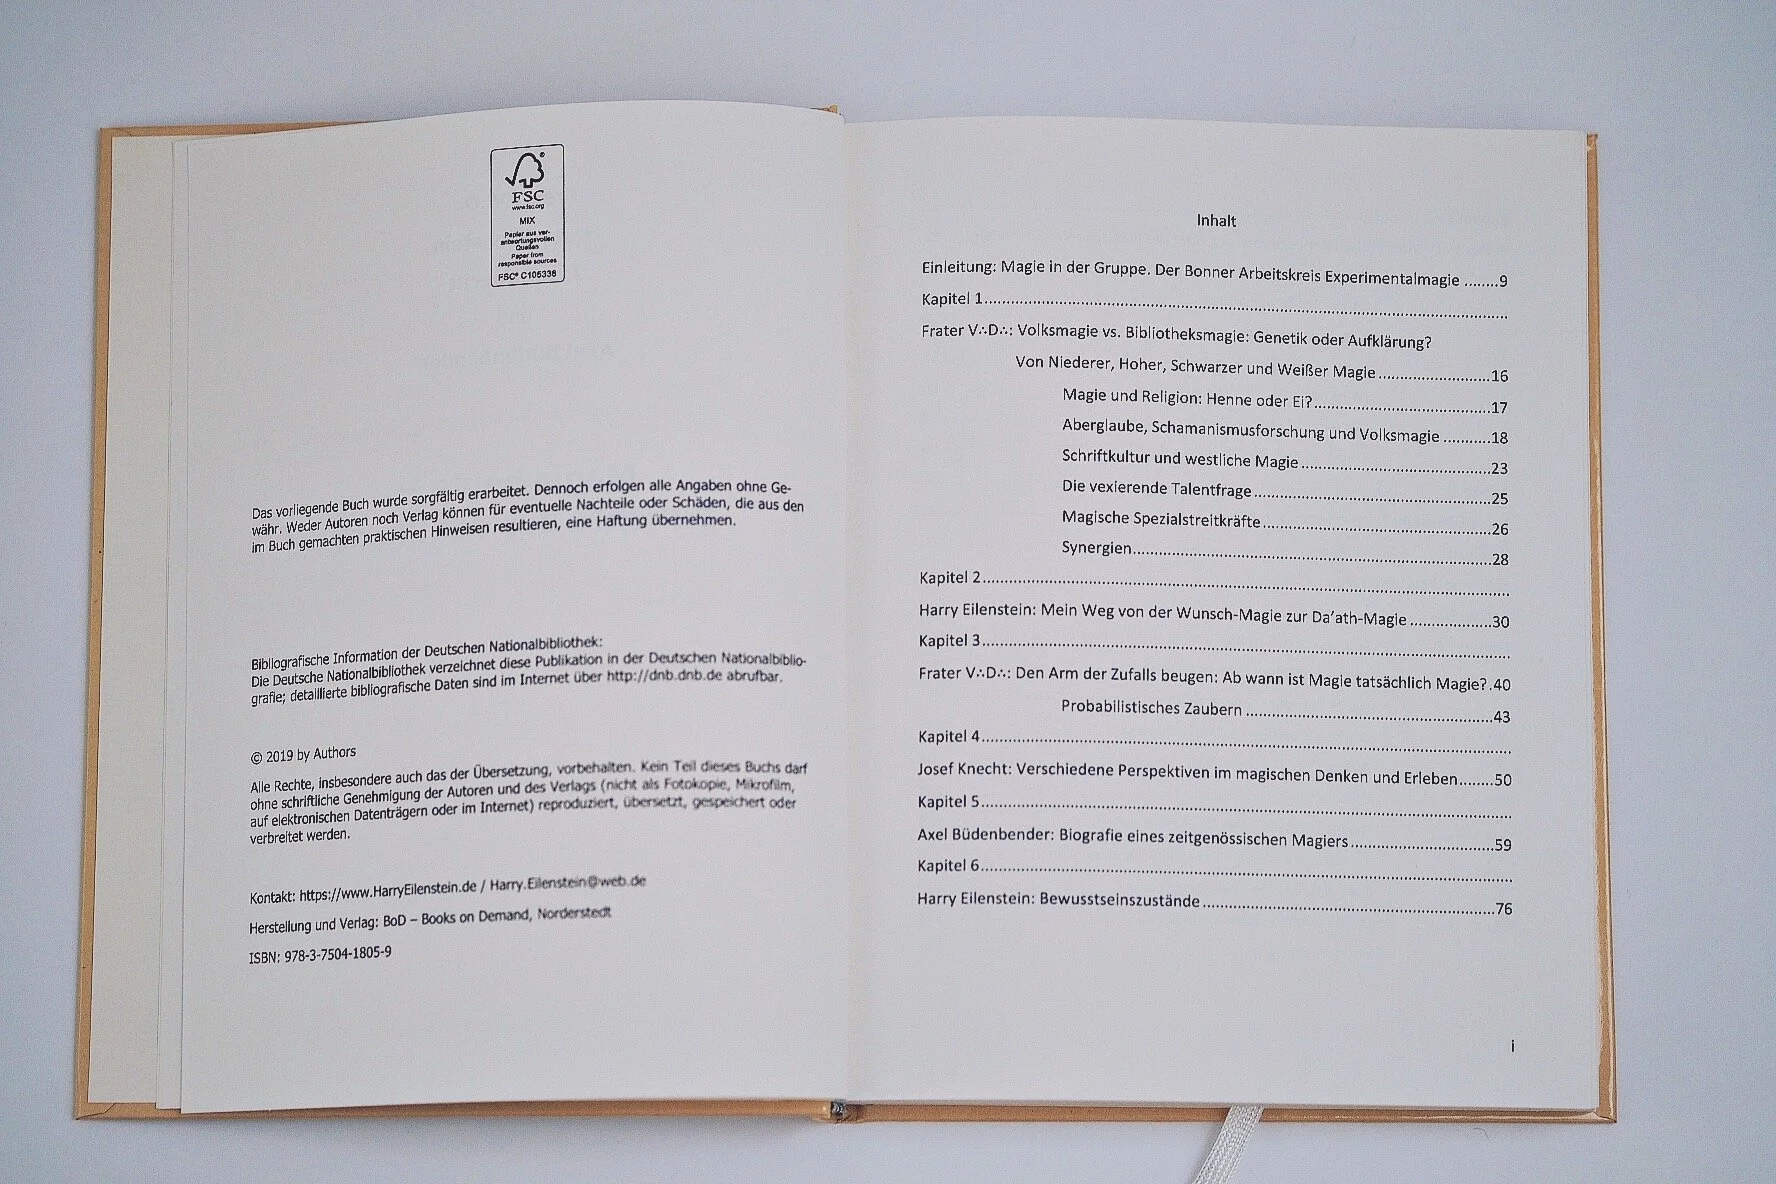 FSC
www.fsc.org
MIX
Papier aus ver-
antwortungsvollen
Quellen
Paper from
responsible sources
FSC® C105338
Das vorliegende Buch wurde sorgfältig erarbeitet. Dennoch erfolgen alle Angaben ohne Ge-
währ. Weder Autoren noch Verlag können für eventuelle Nachteile oder Schäden, die aus den
im Buch gemachten praktischen Hinweisen resultieren, eine Haftung übernehmen.
Bibliografische Information der Deutschen Nationalbibliothek:
Die Deutsche Nationalbibliothek verzeichnet diese Publikation in der Deutschen Nationalbiblio-
grafie; detaillierte bibliografische Daten sind im Internet über http://dnb.dnb.de abrufbar.
© 2019 by Authors
Alle Rechte, insbesondere auch das der Übersetzung, vorbehalten. Kein Teil dieses Buchs darf
ohne schriftliche Genehmigung der Autoren und des Verlags (nicht als Fotokopie, Mikrofilm,
auf elektronischen Datenträgern oder im Internet) reproduziert, übersetzt, gespeichert oder
verbreitet werden.
Kontakt: https://www.HarryEilenstein.de / Harry.Eilenstein@web.de
Herstellung und Verlag: BoD – Books on Demand, Norderstedt
ISBN: 978-3-7504-1805-9
Inhalt
Einleitung: Magie in der Gruppe. Der Bonner Arbeitskreis Experimentalmagie ........9
Kapitel 1..........
Frater V∴D∴: Volksmagie vs. Bibliotheksmagie: Genetik oder Aufklärung?
Von Niederer, Hoher, Schwarzer und Weißer Magie ..........16
Magie und Religion: Henne oder Ei? ..........17
Aberglaube, Schamanismusforschung und Volksmagie ..........18
Schriftkultur und westliche Magie ..........23
Die vexierende Talentfrage ..........25
Magische Spezialstreitkräfte ..........26
Synergien ..........28
Kapitel 2..........
Harry Eilenstein: Mein Weg von der Wunsch-Magie zur Da’ath-Magie ..........30
Kapitel 3..........
Frater V∴D∴: Den Arm der Zufalls beugen: Ab wann ist Magie tatsächlich Magie?.40
Probabilistisches Zaubern ..........43
Kapitel 4..........
Josef Knecht: Verschiedene Perspektiven im magischen Denken und Erleben........50
Kapitel 5..........
Axel Büdenbender: Biografie eines zeitgenössischen Magiers ..........59
Kapitel 6..........
Harry Eilenstein: Bewusstseinszustände ..........76
i